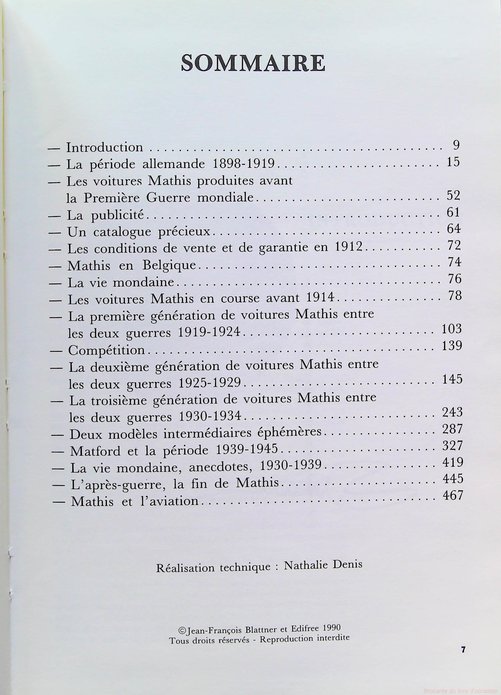 SOMMAIRE
— Introduction . . . . . . . . . . . . . . . . . . . . . . . . . . . . . . . . . . . . . . . . 9
— La période allemande 1898-1919. . . . . . . . . . . . . . . . . . . . . . 15
— Les voitures Mathis produites avant
la Première Guerre mondiale. . . . . . . . . . . . . . . . . . . . . . . . . 52
— La publicité. . . . . . . . . . . . . . . . . . . . . . . . . . . . . . . . . . . . . . . . 61
— Un catalogue précieux. . . . . . . . . . . . . . . . . . . . . . . . . . . . . . . 64
— Les conditions de vente et de garantie en 1912. . . . . . . . . . 72
— Mathis en Belgique. . . . . . . . . . . . . . . . . . . . . . . . . . . . . . . . . 74
— La vie mondaine. . . . . . . . . . . . . . . . . . . . . . . . . . . . . . . . . . . . 76
— Les voitures Mathis en course avant 1914. . . . . . . . . . . . . . 78
— La première génération de voitures Mathis entre
les deux guerres 1919-1924. . . . . . . . . . . . . . . . . . . . . . . . . . 103
— Compétition. . . . . . . . . . . . . . . . . . . . . . . . . . . . . . . . . . . . . . . 139
— La deuxième génération de voitures Mathis entre
les deux guerres 1925-1929. . . . . . . . . . . . . . . . . . . . . . . . . . 145
— La troisième génération de voitures Mathis entre
les deux guerres 1930-1934. . . . . . . . . . . . . . . . . . . . . . . . . . 243
— Deux modèles intermédiaires éphémères. . . . . . . . . . . . . . . 287
— Matford et la période 1939-1945. . . . . . . . . . . . . . . . . . . . . 327
— La vie mondaine, anecdotes, 1930-1939. . . . . . . . . . . . . . . 419
— L'après-guerre, la fin de Mathis. . . . . . . . . . . . . . . . . . . . . 445
— Mathis et l'aviation. . . . . . . . . . . . . . . . . . . . . . . . . . . . . . . . 467
Réalisation technique : Nathalie Denis
©Jean-François Blattner et Edifree 1990
Tous droits réservés - Reproduction interdite
7